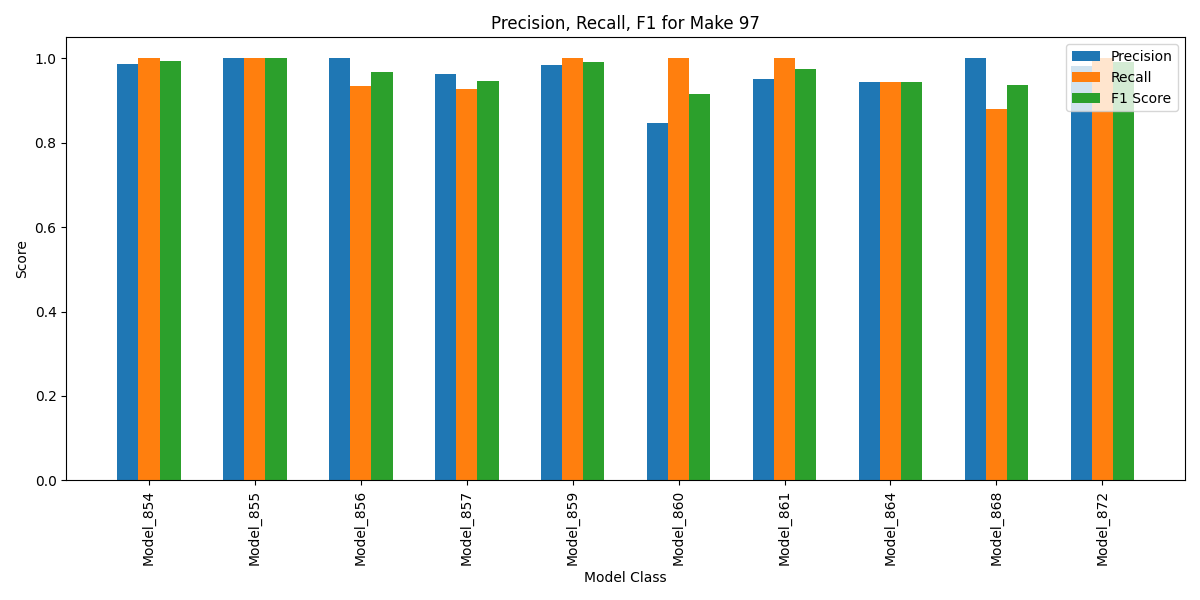 Precision, Recall, F1 for Make 97
Precision
Recall
F1 Score
Score
1.0
0.8
0.6
0.4
0.2
0.0
Model_854
Model_855
Model_856
Model_857
Model_859
Model_860
Model_861
Model_864
Model_868
Model_872
Model Class